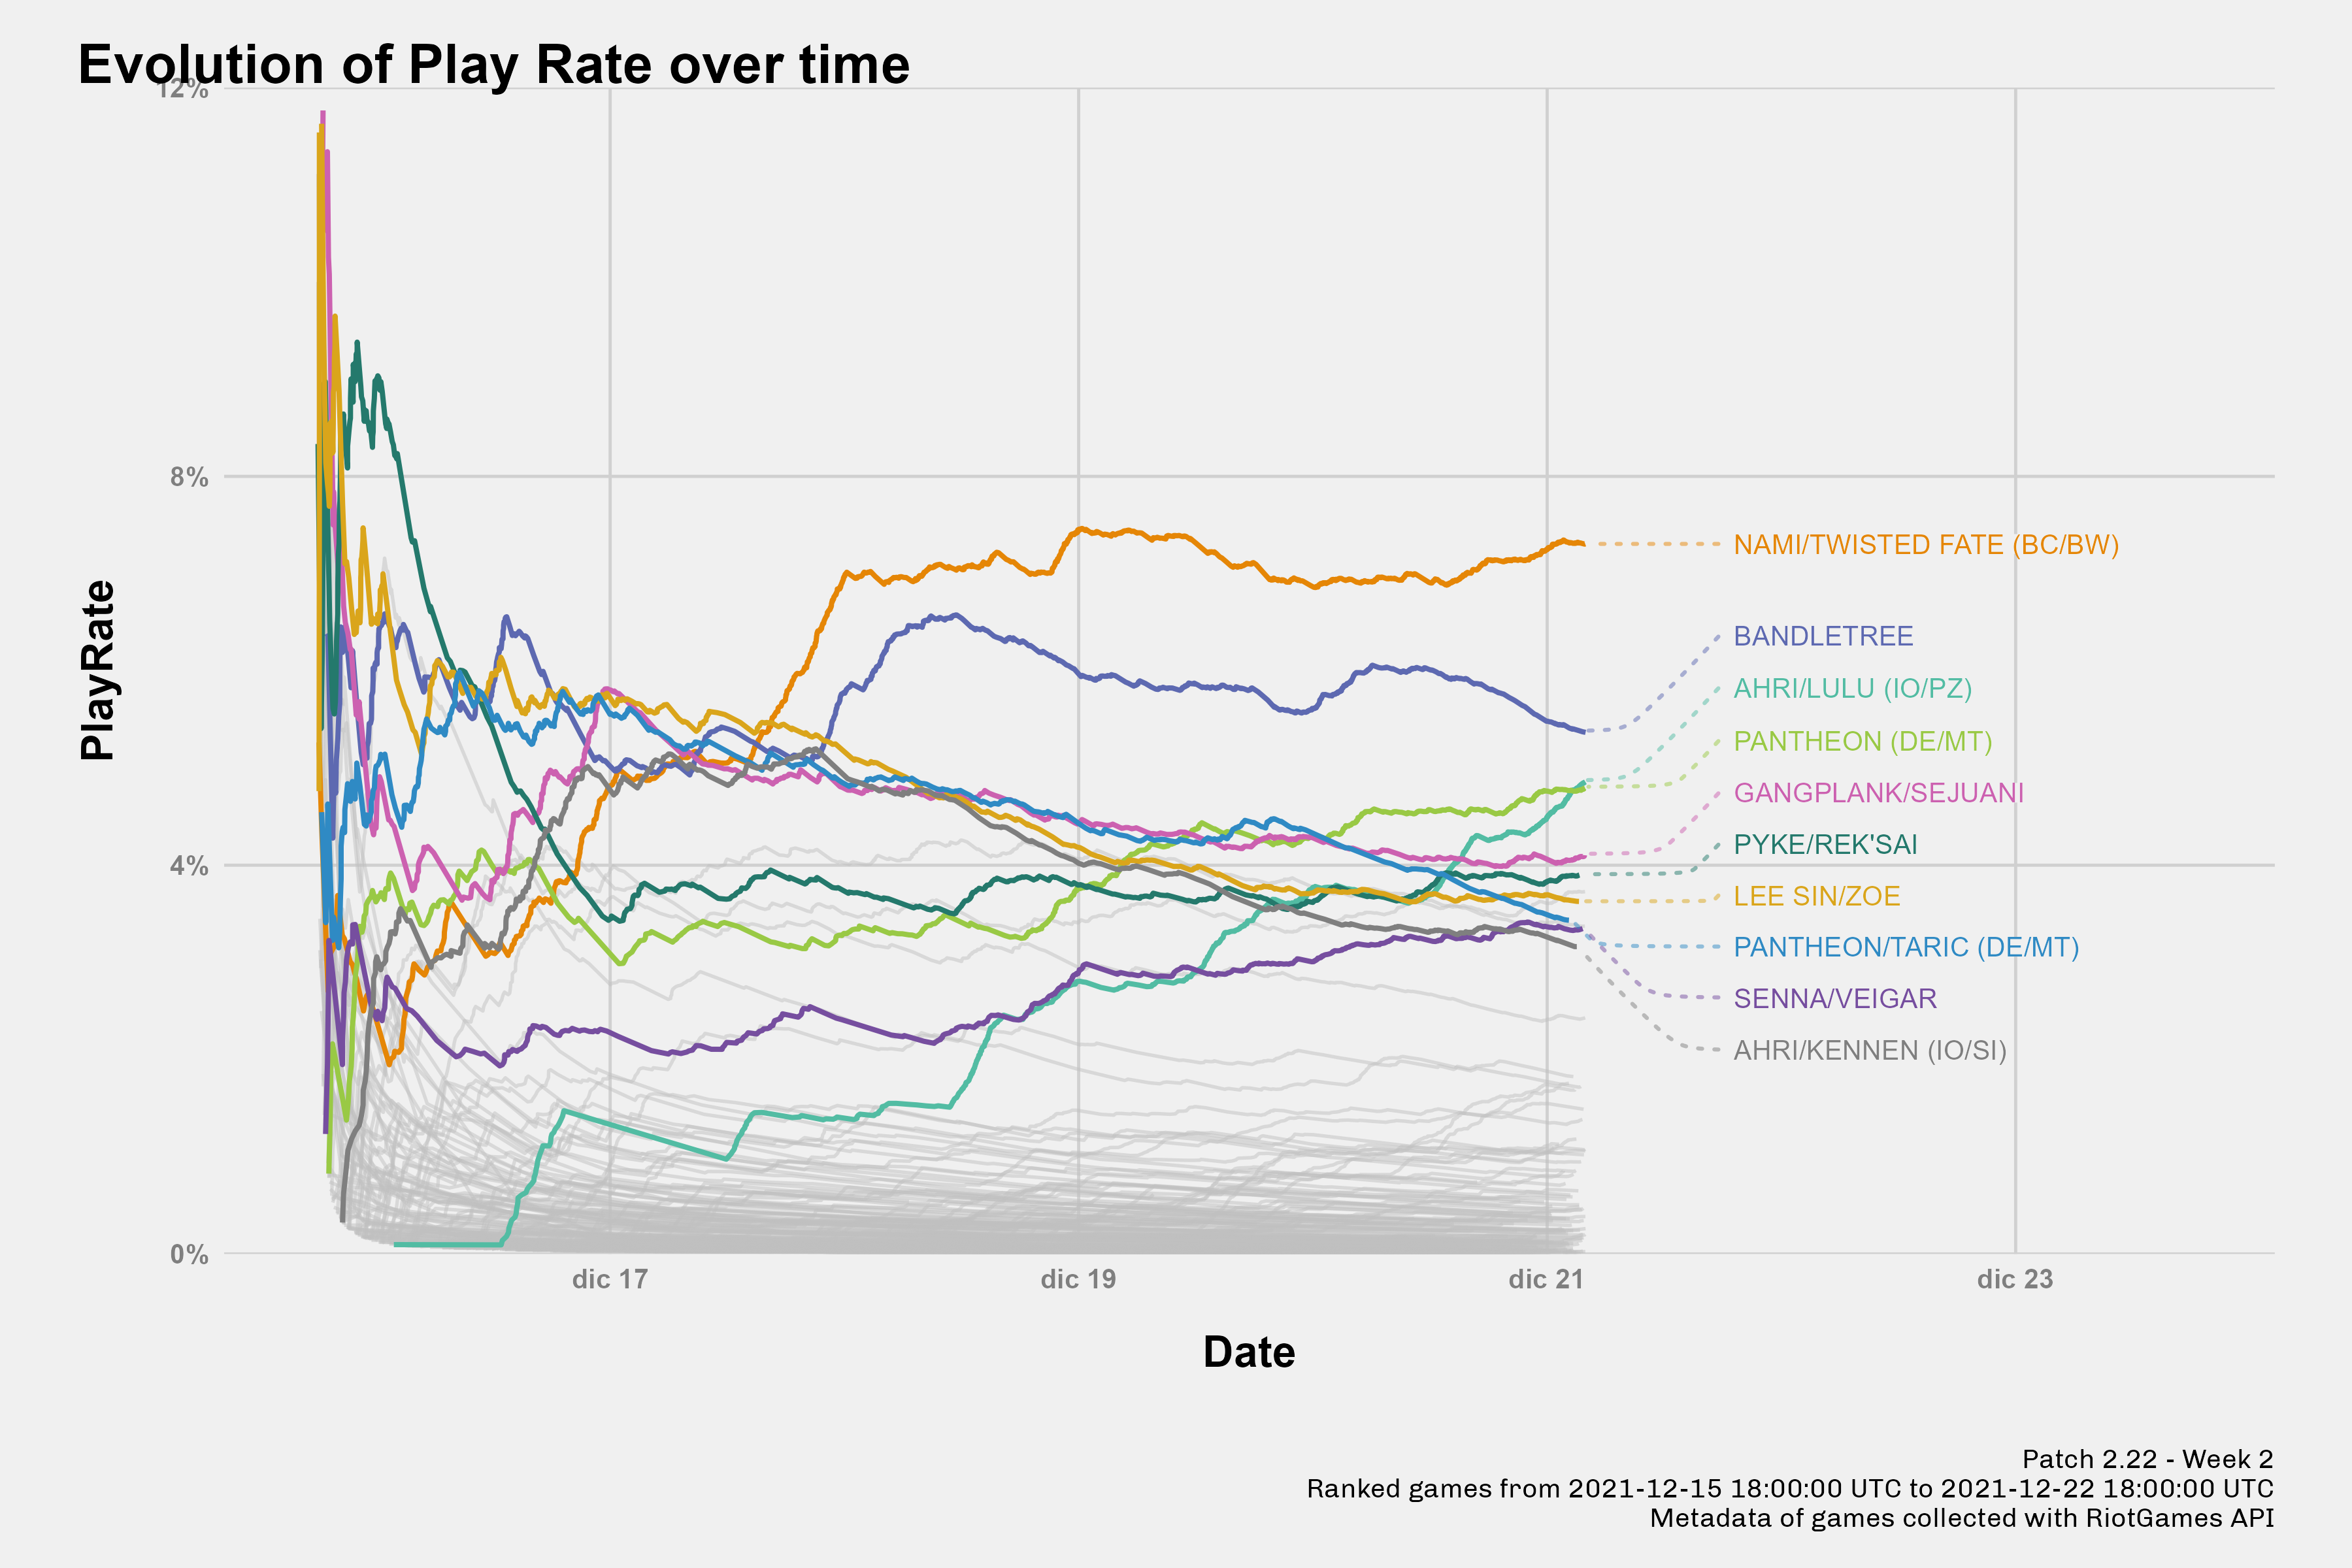 Evolution of Play Rate over time
12%
8%
4%
0%
PlayRate
NAMI/TWISTED FATE (BC/BW)
BANDLETREE
AHRI/LULU (IO/PZ)
PANTHEON (DE/MT)
GANGPLANK/SEJUANI
PYKE/REK'SAI
LEE SIN/ZOE
PANTHEON/TARIC (DE/MT)
SENNA/VEIGAR
AHRI/KENNEN (IO/SI)
dic 17
dic 19
dic 21
dic 23
Date
Patch 2.22 - Week 2
Ranked games from 2021-12-15 18:00:00 UTC to 2021-12-22 18:00:00 UTC
Metadata of games collected with RiotGames API